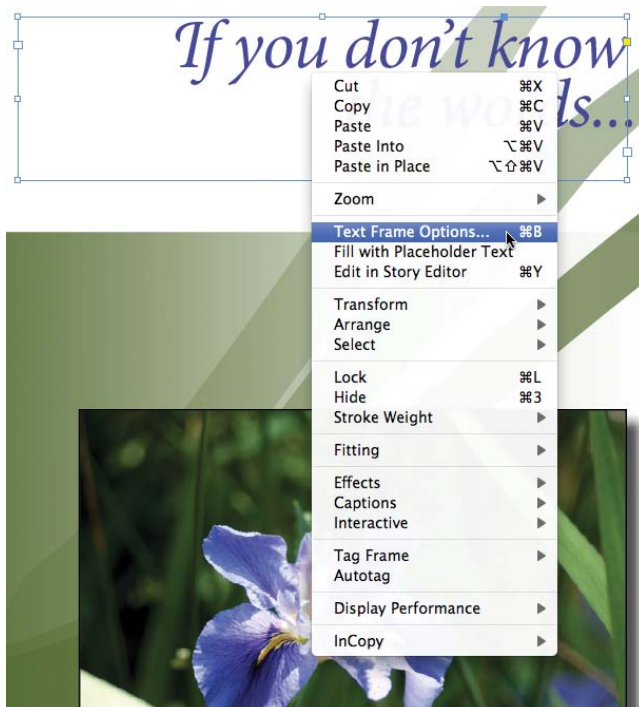 If you don't know
the words...
Cut ⌘X
Copy ⌘C
Paste ⌘V
Paste Into ⌥⌘V
Paste in Place ⌥⇧⌘V
Zoom
Text Frame Options... ⌘B
Fill with Placeholder Text
Edit in Story Editor ⌘Y
Transform
Arrange
Select
Lock ⌘L
Hide ⌘3
Stroke Weight
Fitting
Effects
Captions
Interactive
Tag Frame
Autotag
Display Performance
InCopy